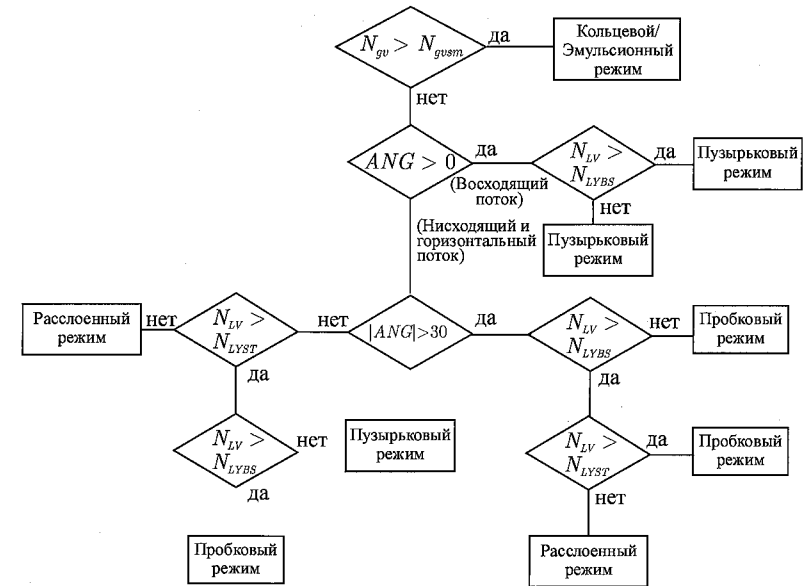 N_gv > N_gvsm
да
Кольцевой/
Эмульсионный
режим
нет
ANG > 0
да
(Восходящий
поток)
N_LV >
N_LYBS
да
Пузырьковый
режим
нет
Пузырьковый
режим
(Нисходящий и
горизонтальный
поток)
Расслоенный
режим
нет
N_LV >
N_LYST
нет
|ANG|>30
да
N_LV >
N_LYBS
нет
Пробковый
режим
да
да
N_LV >
N_LYBS
нет
да
Пузырьковый
режим
N_LV >
N_LYST
да
Пробковый
режим
нет
Пробковый
режим
Расслоенный
режим